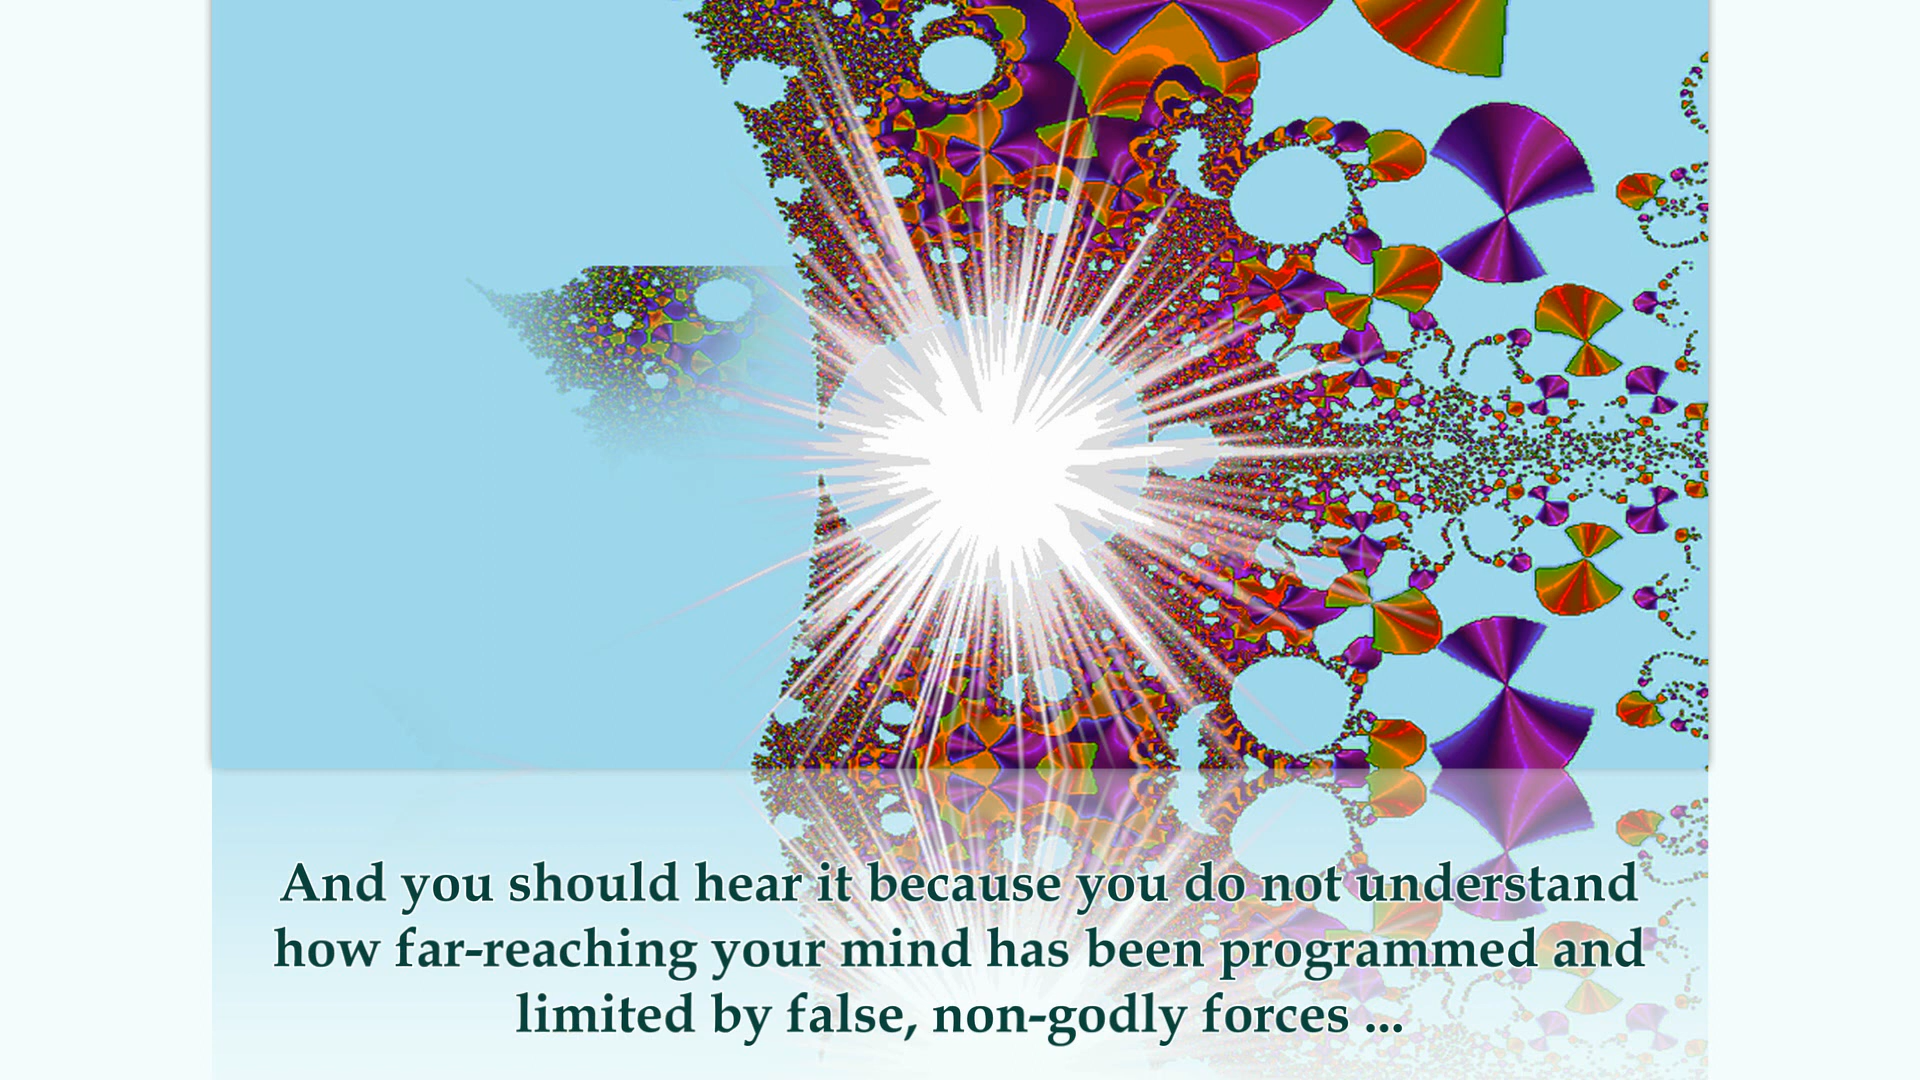 And you should hear it because you do not understand
how far-reaching your mind has been programmed and
limited by false, non-godly forces ...